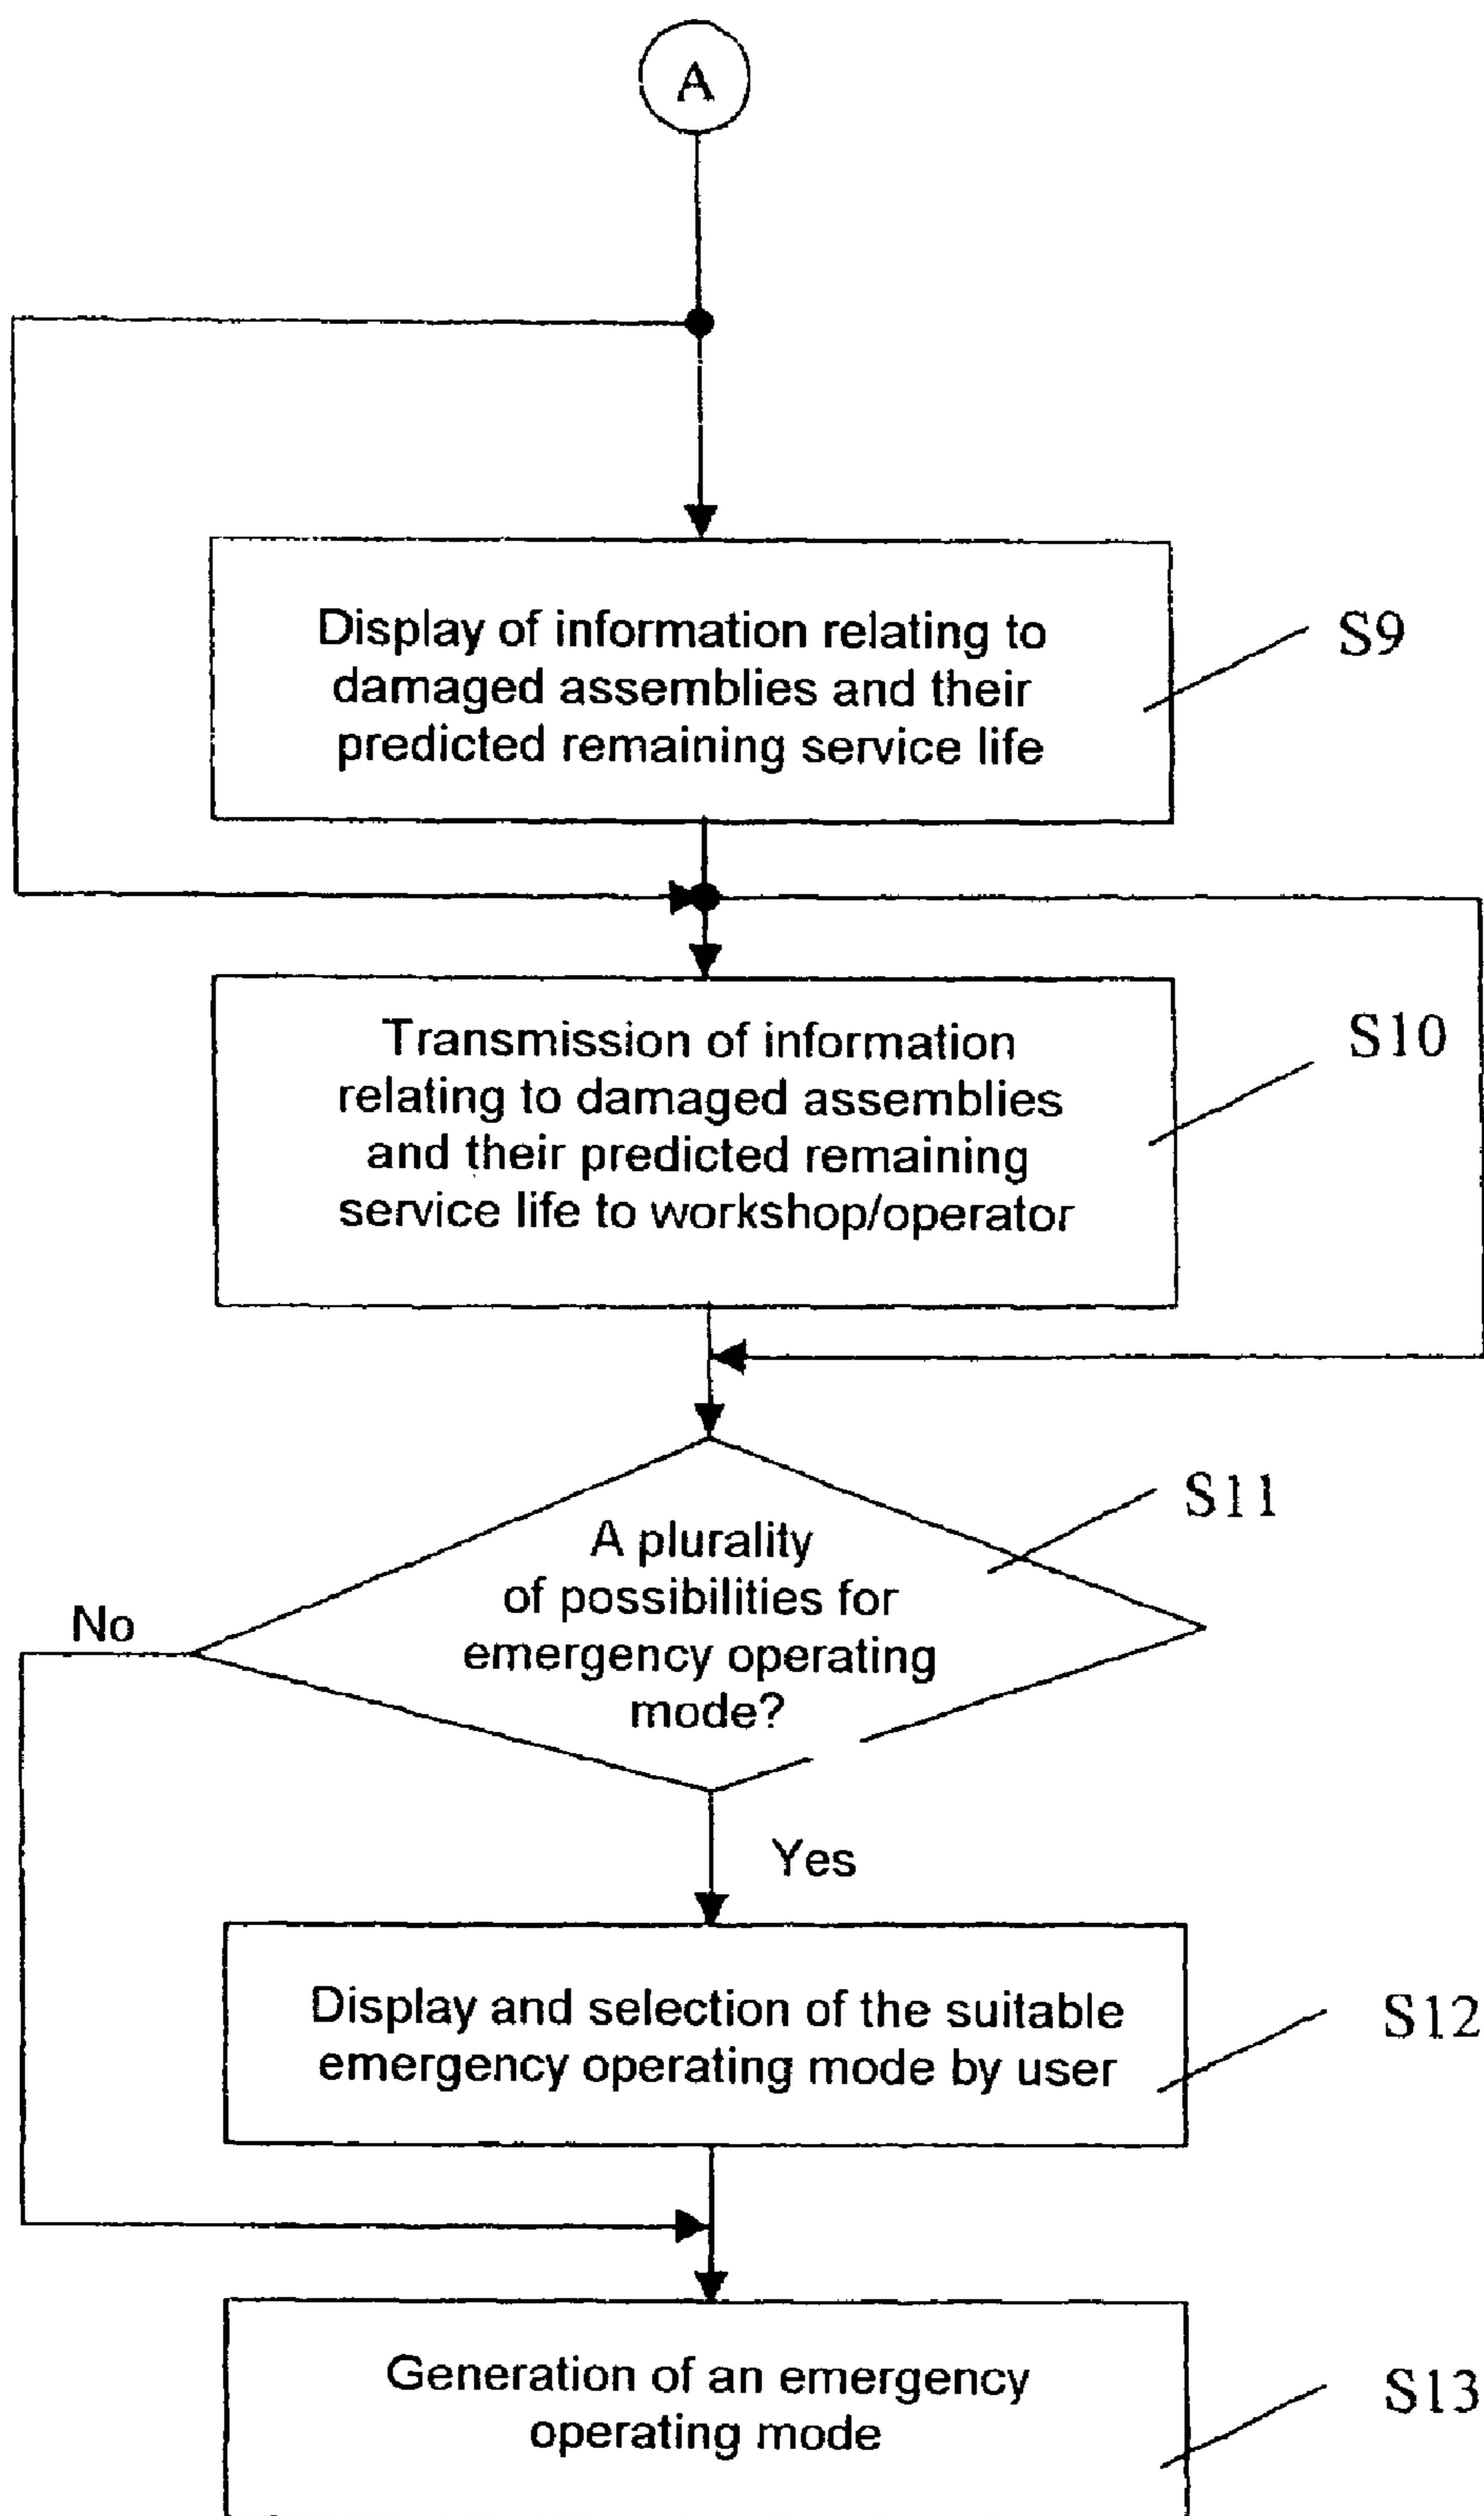 A
Display of information relating to
damaged assemblies and their
predicted remaining service life
S9
Transmission of information
relating to damaged assemblies
and their predicted remaining
service life to workshop/operator
S10
A plurality
of possibilities for
emergency operating
mode?
S11
No
Yes
Display and selection of the suitable
emergency operating mode by user
S12
Generation of an emergency
operating mode
S13